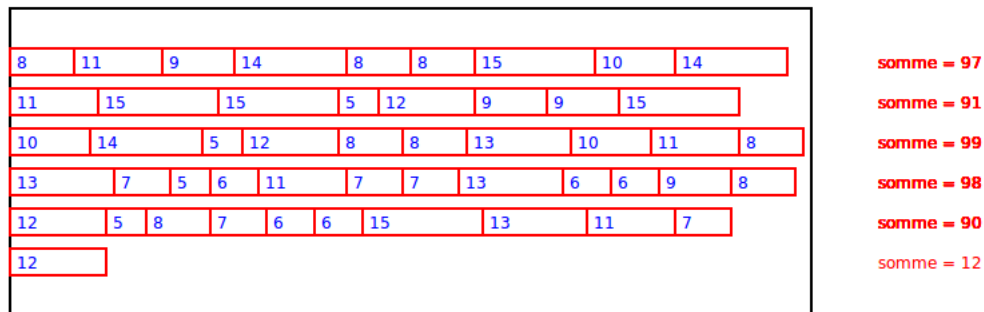 8 11 9 14 8 8 15 10 14 somme = 97
11 15 15 5 12 9 9 15 somme = 91
10 14 5 12 8 8 13 10 11 8 somme = 99
13 7 5 6 11 7 7 13 6 6 9 8 somme = 98
12 5 8 7 6 6 15 13 11 7 somme = 90
12 somme = 12